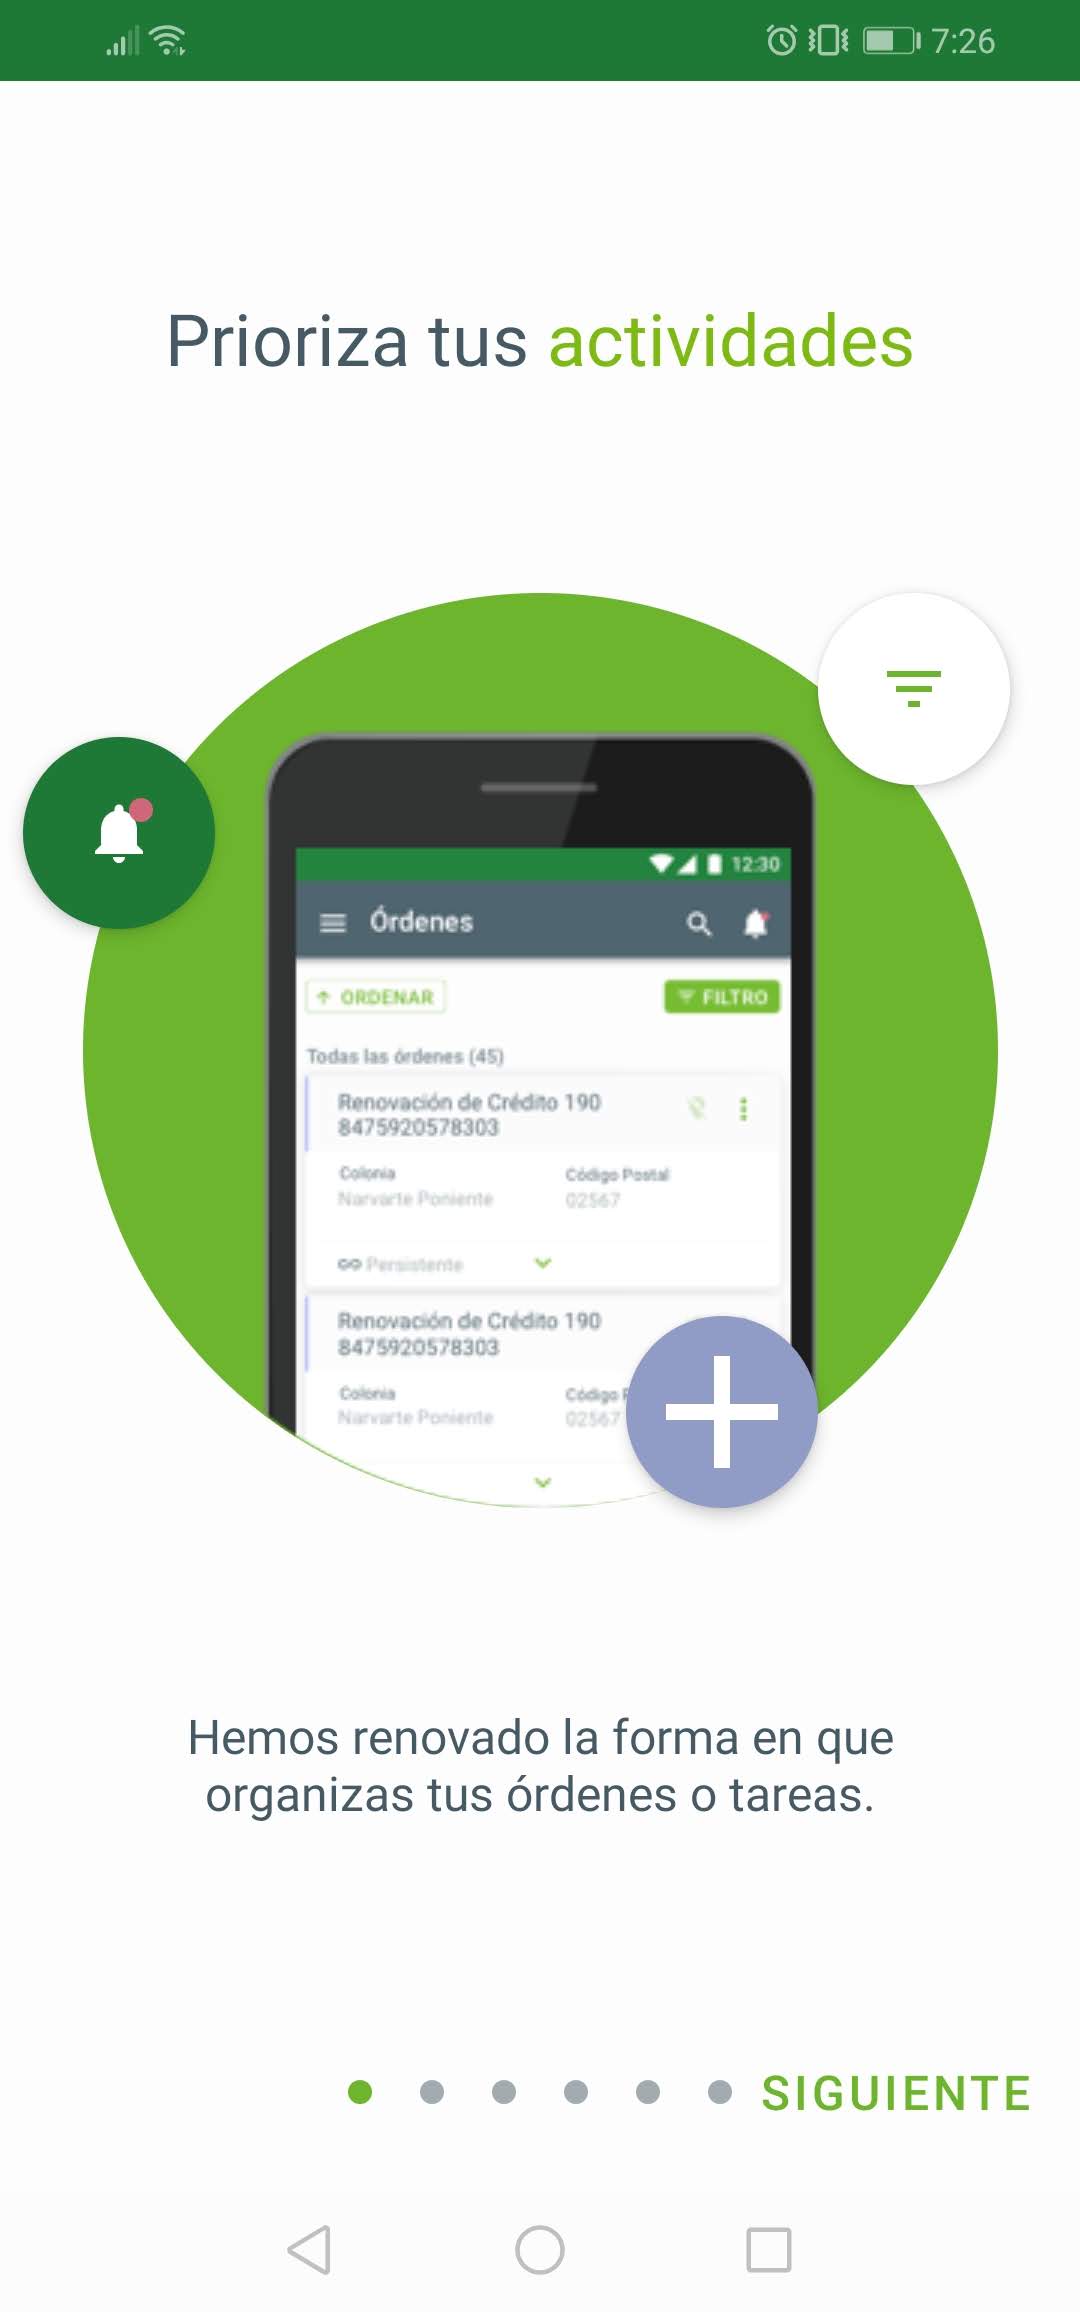 7:26
Prioriza tus actividades
12:30
Órdenes
ORDENAR
FILTRO
Todas las órdenes (45)
Renovación de Crédito 190
8475920578303
Colonia
Código Postal
Narvarte Poniente
02567
Persistente
Renovación de Crédito 190
8475920578303
Colonia
Código
Narvarte Poniente
02567
Hemos renovado la forma en que
organizas tus órdenes o tareas.
SIGUIENTE